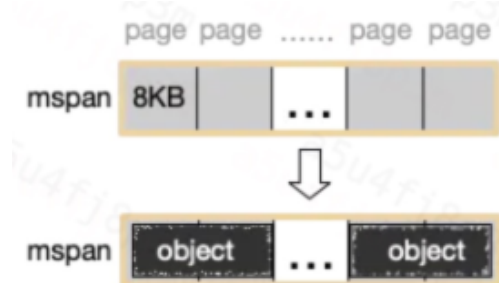 page page ...... page page
mspan 8KB ...
mspan object ... object